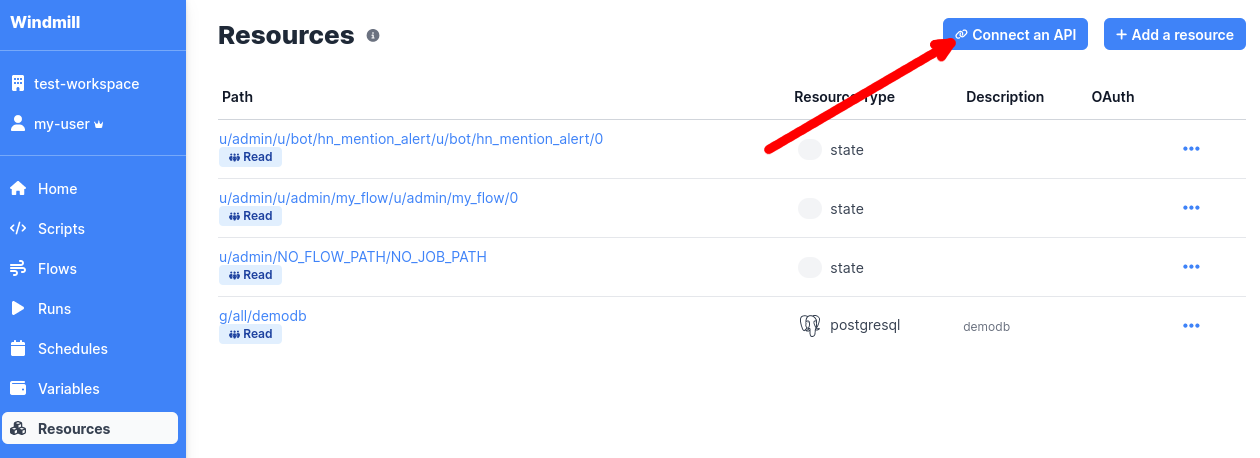 Windmill
test-workspace
my-user
Home
Scripts
Flows
Runs
Schedules
Variables
Resources
Resources
Connect an API
+ Add a resource
Path
Resource Type
Description
OAuth
u/admin/u/bot/hn_mention_alert/u/bot/hn_mention_alert/0
Read
state
u/admin/u/admin/my_flow/u/admin/my_flow/0
Read
state
u/admin/NO_FLOW_PATH/NO_JOB_PATH
Read
state
g/all/demodb
Read
postgresql
demodb